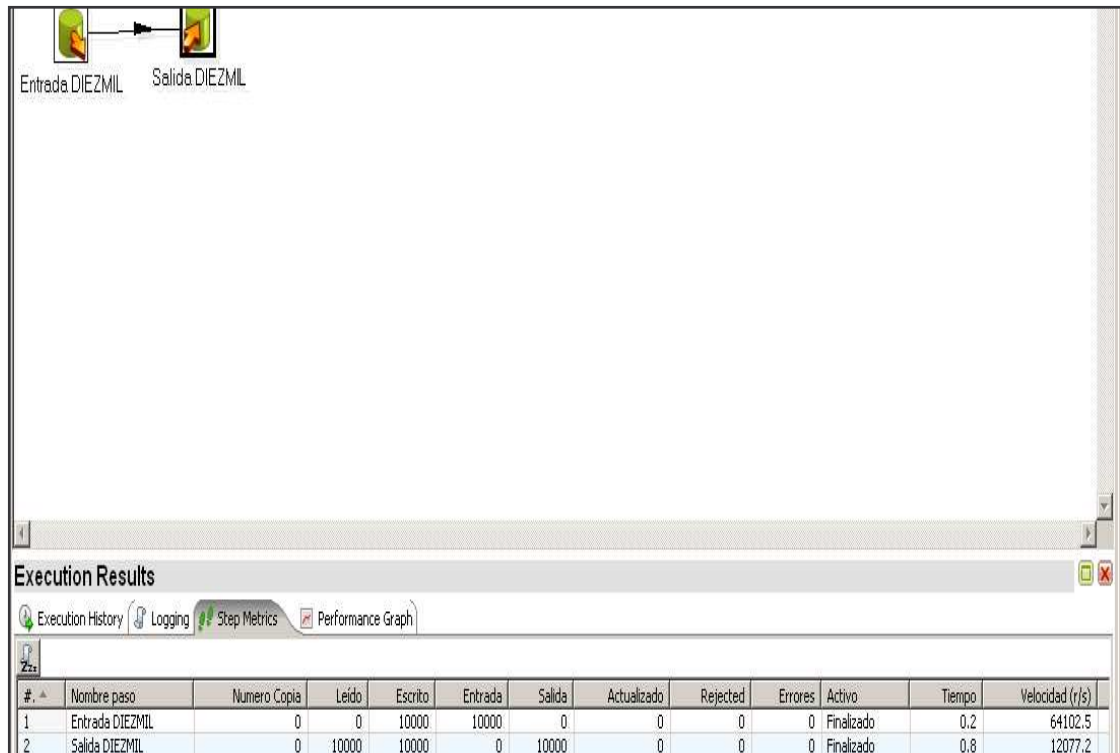 Entrada DIEZMIL Salida DIEZMIL
Execution Results
Execution History Logging Step Metrics Performance Graph
#. Nombre paso Numero Copia Leído Escrito Entrada Salida Actualizado Rejected Errores Activo Tiempo Velocidad (r/s)
1 Entrada DIEZMIL 0 0 10000 10000 0 0 0 0 Finalizado 0.2 64102.5
2 Salida DIEZMIL 0 10000 10000 0 10000 0 0 0 Finalizado 0.8 12077.2